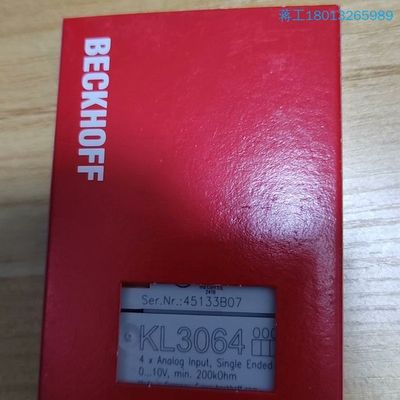 蒋工18013265989
BECKHOFF
Ser.Nr.: 45133B07
KL3064
4 x Analog Input, Single Ended
0...10V, min. 200kOhm